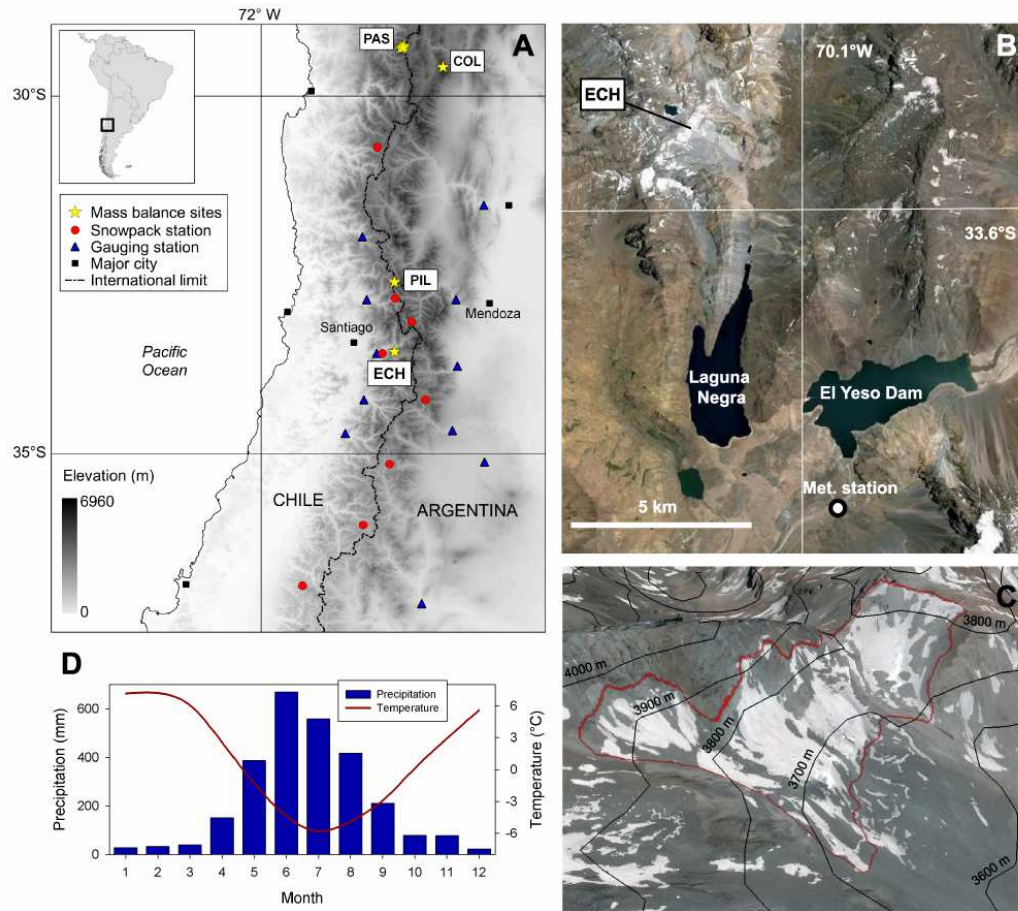 72° W
A
PAS
COL
30°S
Mass balance sites
Snowpack station
Gauging station
Major city
International limit
PIL
Santiago
Mendoza
Pacific
Ocean
ECH
35°S
Elevation (m)
6960
0
CHILE
ARGENTINA
B
70.1°W
ECH
33.6°S
Laguna
Negra
El Yeso Dam
Met. station
5 km
C
3800 m
4000 m
3900 m
3800 m
3700 m
3600 m
D
Precipitation
Temperature
Precipitation (mm)
600
400
200
0
Temperature (°C)
6
3
0
-3
-6
1 2 3 4 5 6 7 8 9 10 11 12
Month